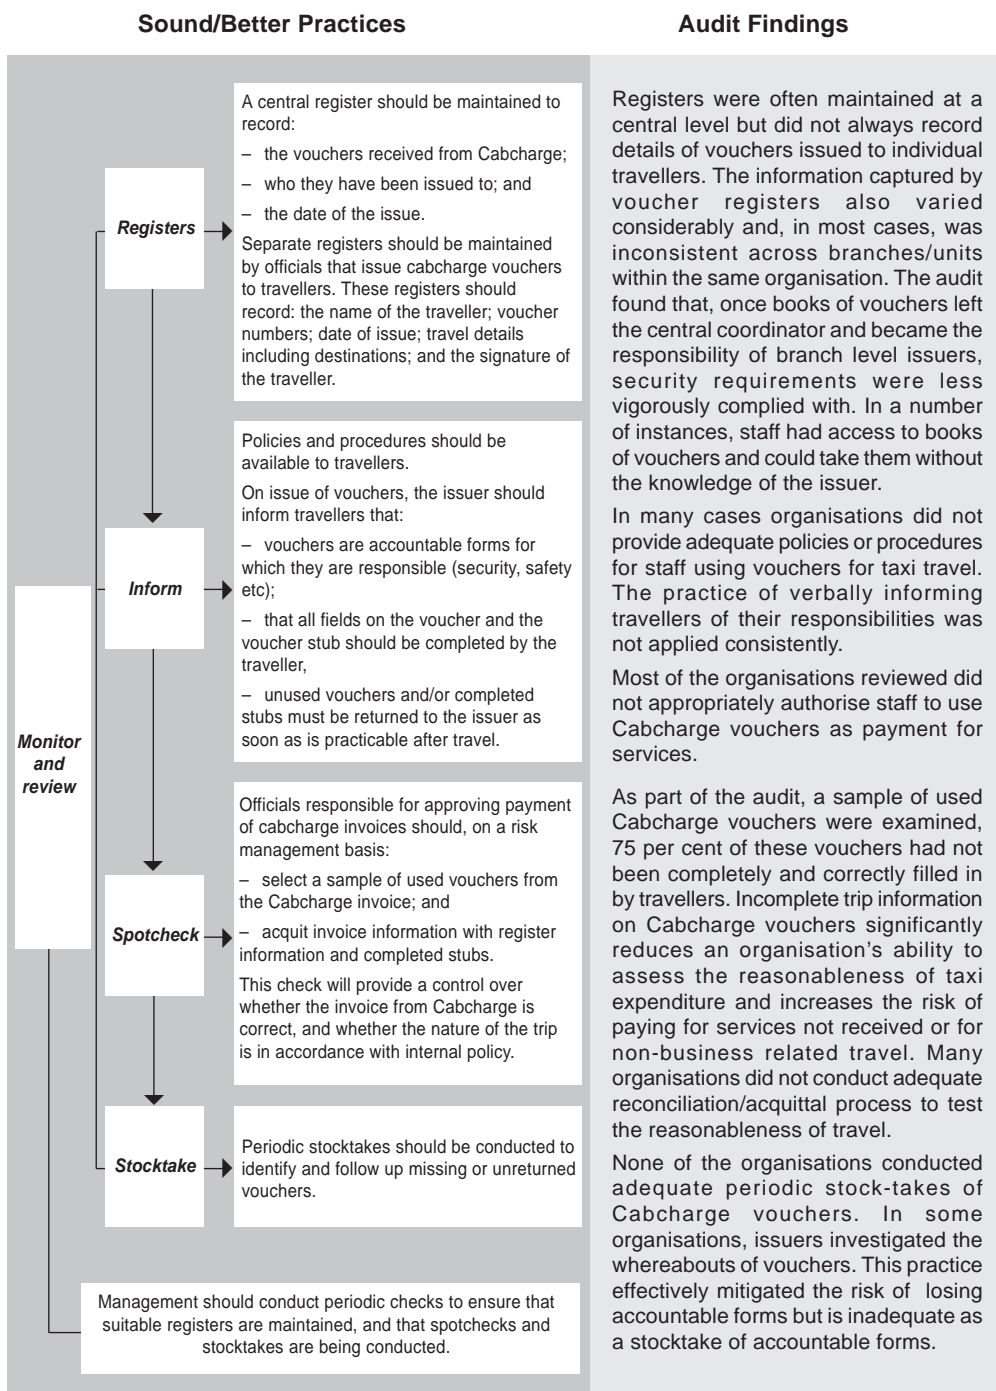 Sound/Better Practices
Audit Findings
Monitor
and
review
Registers
A central register should be maintained to
record:
– the vouchers received from Cabcharge;
– who they have been issued to; and
– the date of the issue.
Separate registers should be maintained
by officials that issue cabcharge vouchers
to travellers. These registers should
record: the name of the traveller; voucher
numbers; date of issue; travel details
including destinations; and the signature of
the traveller.
Inform
Policies and procedures should be
available to travellers.
On issue of vouchers, the issuer should
inform travellers that:
– vouchers are accountable forms for
which they are responsible (security, safety
etc);
– that all fields on the voucher and the
voucher stub should be completed by the
traveller,
– unused vouchers and/or completed
stubs must be returned to the issuer as
soon as is practicable after travel.
Spotcheck
Officials responsible for approving payment
of cabcharge invoices should, on a risk
management basis:
– select a sample of used vouchers from
the Cabcharge invoice; and
– acquit invoice information with register
information and completed stubs.
This check will provide a control over
whether the invoice from Cabcharge is
correct, and whether the nature of the trip
is in accordance with internal policy.
Stocktake
Periodic stocktakes should be conducted to
identify and follow up missing or unreturned
vouchers.
Management should conduct periodic checks to ensure that
suitable registers are maintained, and that spotchecks and
stocktakes are being conducted.
Registers were often maintained at a
central level but did not always record
details of vouchers issued to individual
travellers. The information captured by
voucher registers also varied
considerably and, in most cases, was
inconsistent across branches/units
within the same organisation. The audit
found that, once books of vouchers left
the central coordinator and became the
responsibility of branch level issuers,
security requirements were less
vigorously complied with. In a number
of instances, staff had access to books
of vouchers and could take them without
the knowledge of the issuer.
In many cases organisations did not
provide adequate policies or procedures
for staff using vouchers for taxi travel.
The practice of verbally informing
travellers of their responsibilities was
not applied consistently.
Most of the organisations reviewed did
not appropriately authorise staff to use
Cabcharge vouchers as payment for
services.
As part of the audit, a sample of used
Cabcharge vouchers were examined,
75 per cent of these vouchers had not
been completely and correctly filled in
by travellers. Incomplete trip information
on Cabcharge vouchers significantly
reduces an organisation’s ability to
assess the reasonableness of taxi
expenditure and increases the risk of
paying for services not received or for
non-business related travel. Many
organisations did not conduct adequate
reconciliation/acquittal process to test
the reasonableness of travel.
None of the organisations conducted
adequate periodic stock-takes of
Cabcharge vouchers. In some
organisations, issuers investigated the
whereabouts of vouchers. This practice
effectively mitigated the risk of losing
accountable forms but is inadequate as
a stocktake of accountable forms.